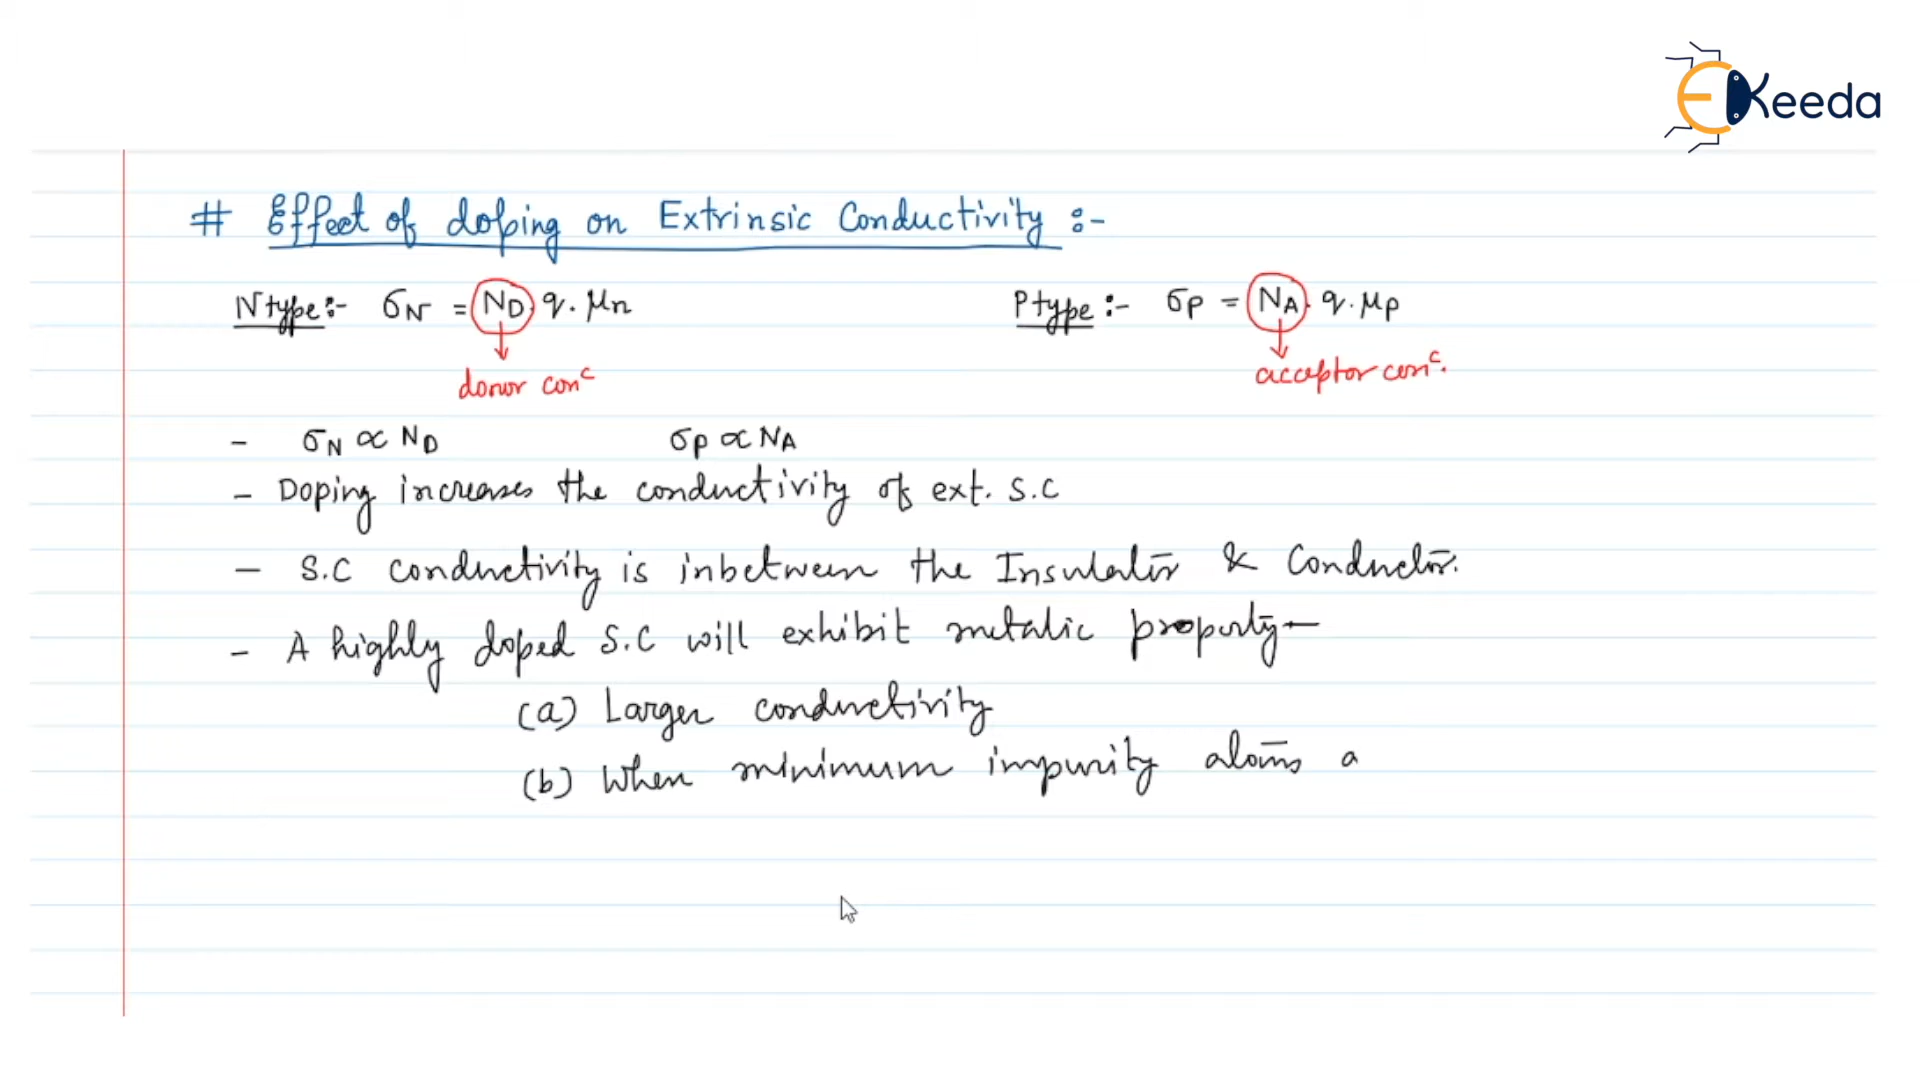 EKeeda
# Effect of doping on Extrinsic Conductivity :-
N type :- σN = ND . q . μn
P type :- σP = NA . q . μp
donor conc
acceptor conc.
- σN ∝ ND σP ∝ NA
- Doping increases the conductivity of ext. S.C
- S.C conductivity is inbetween the Insulator & Conductor.
- A highly doped S.C will exhibit metalic property -
(a) Larger conductivity
(b) When minimum impurity atoms a